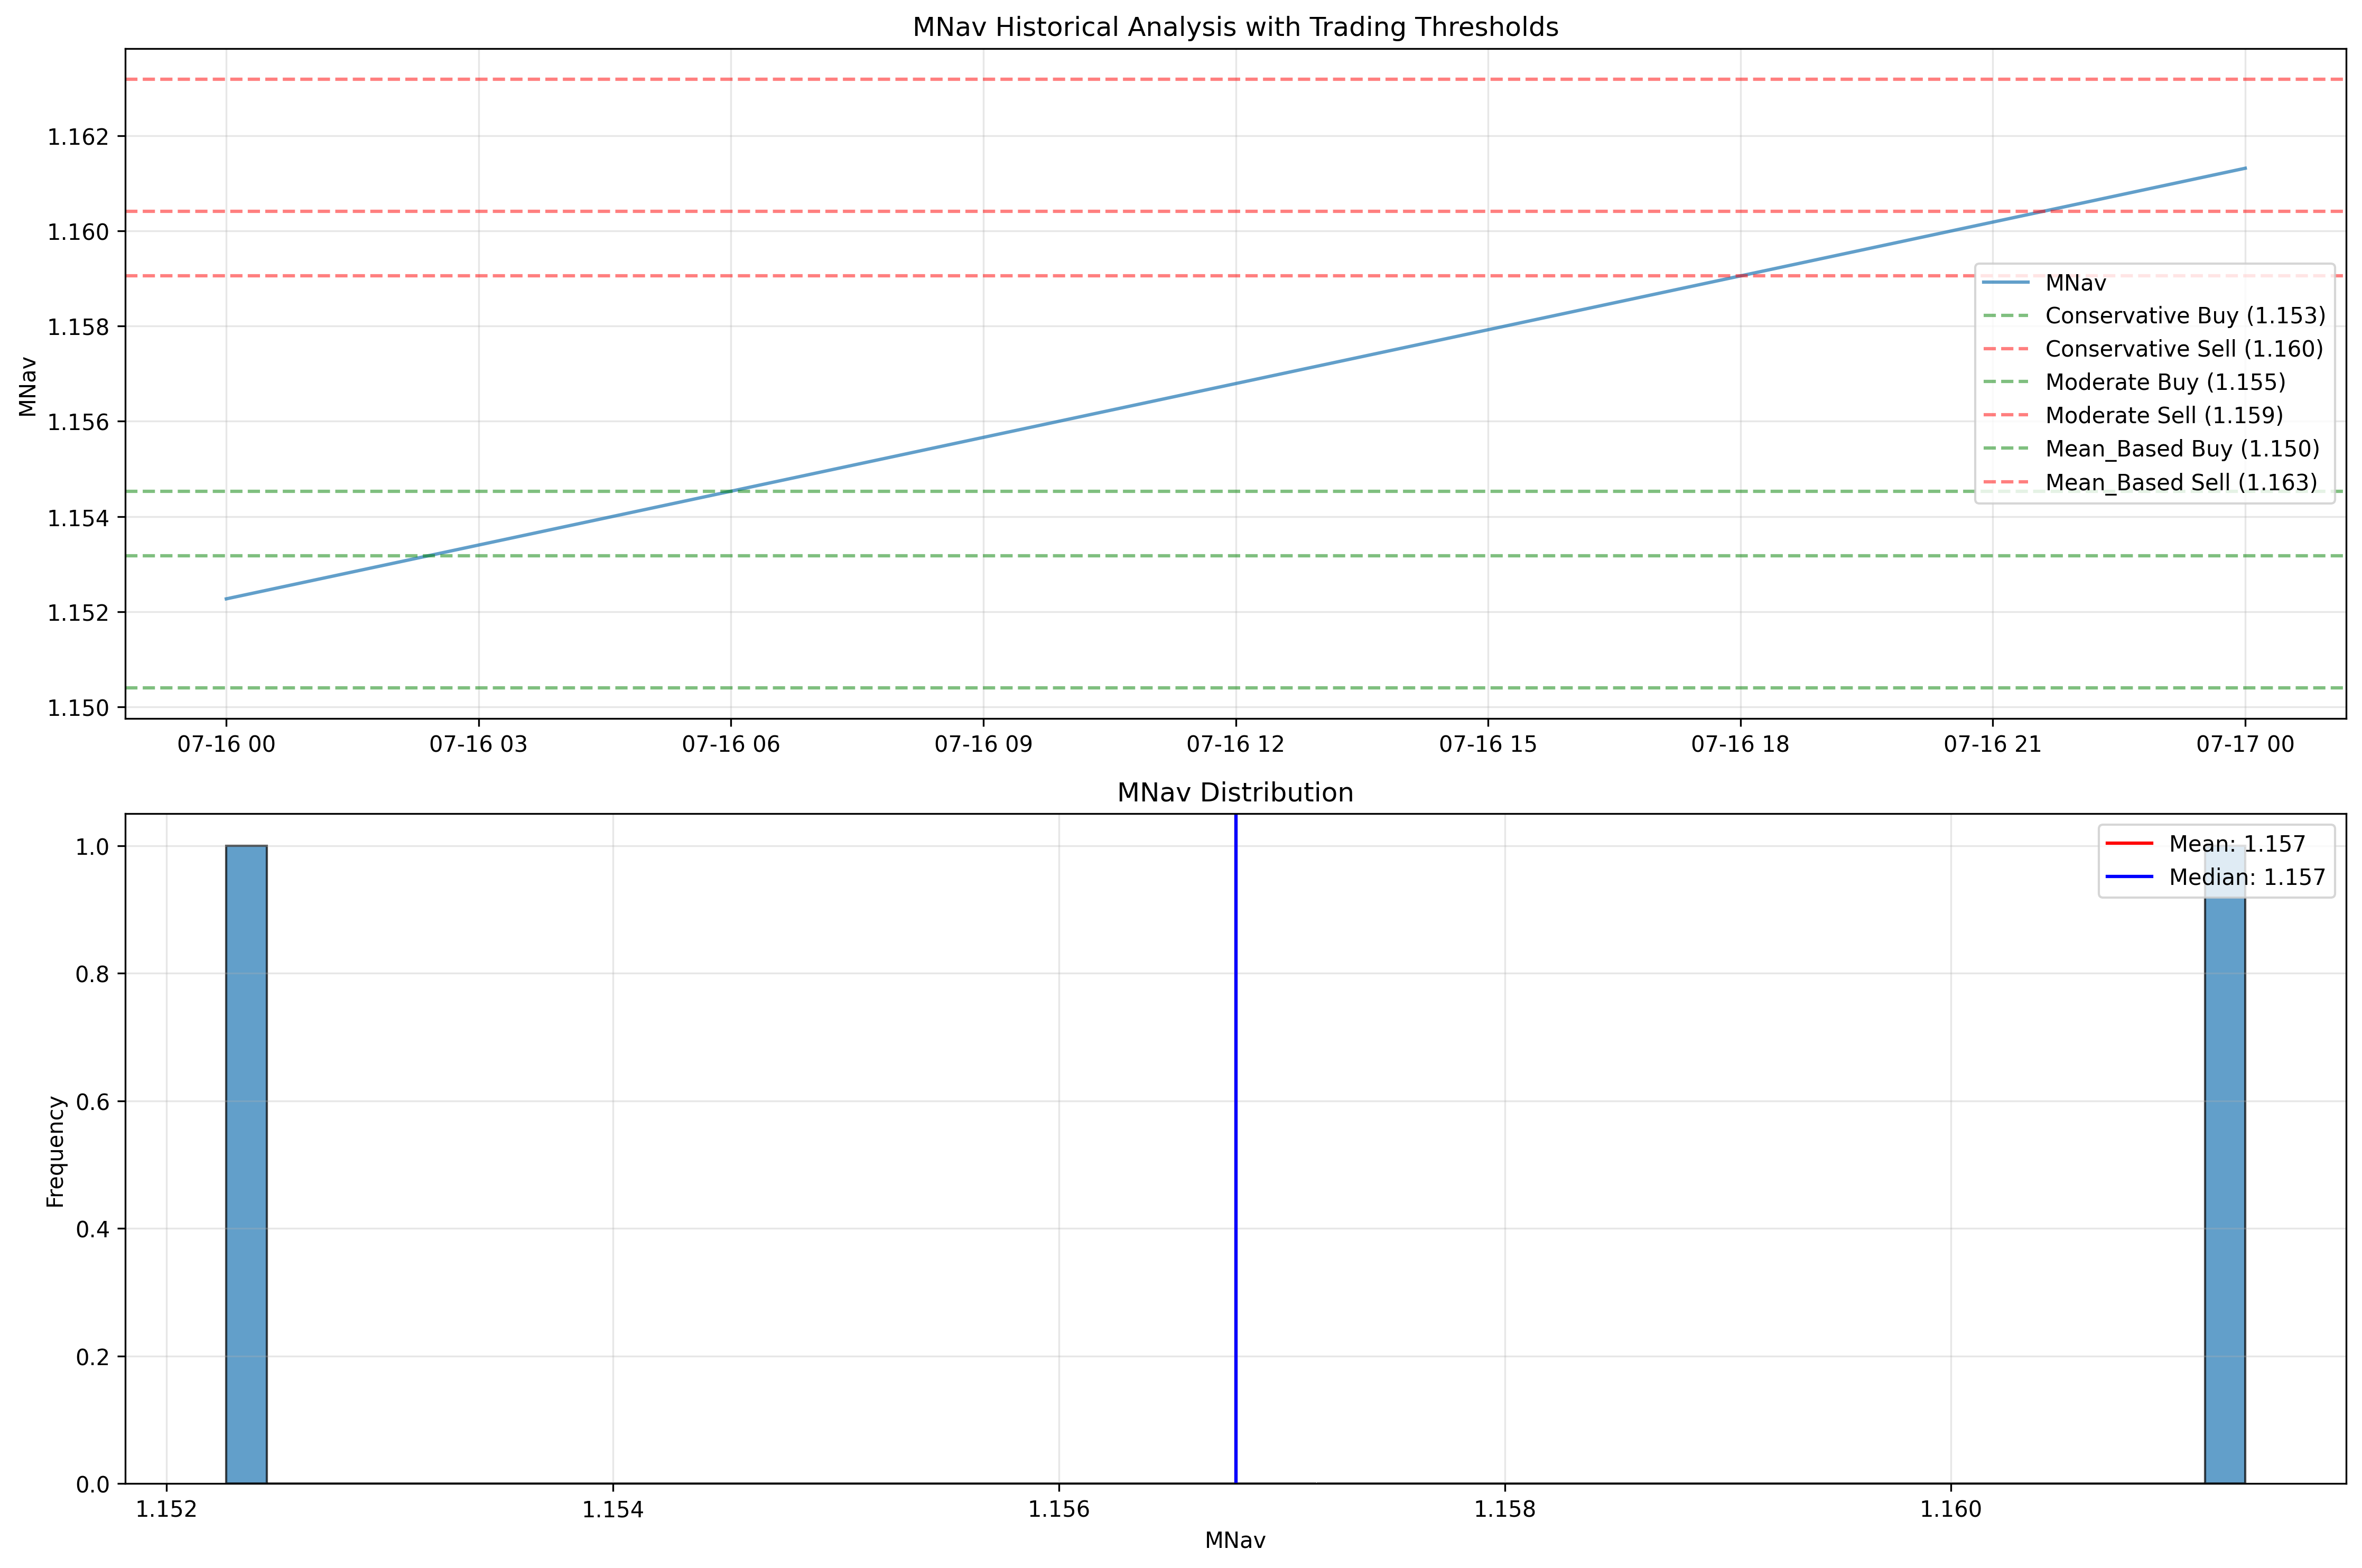 MNav Historical Analysis with Trading Thresholds
MNav
1.162
1.160
1.158
1.156
1.154
1.152
1.150
MNav
Conservative Buy (1.153)
Conservative Sell (1.160)
Moderate Buy (1.155)
Moderate Sell (1.159)
Mean_Based Buy (1.150)
Mean_Based Sell (1.163)
07-16 00 07-16 03 07-16 06 07-16 09 07-16 12 07-16 15 07-16 18 07-16 21 07-17 00
MNav Distribution
Frequency
1.0
0.8
0.6
0.4
0.2
0.0
Mean: 1.157
Median: 1.157
1.152 1.154 1.156 1.158 1.160
MNav